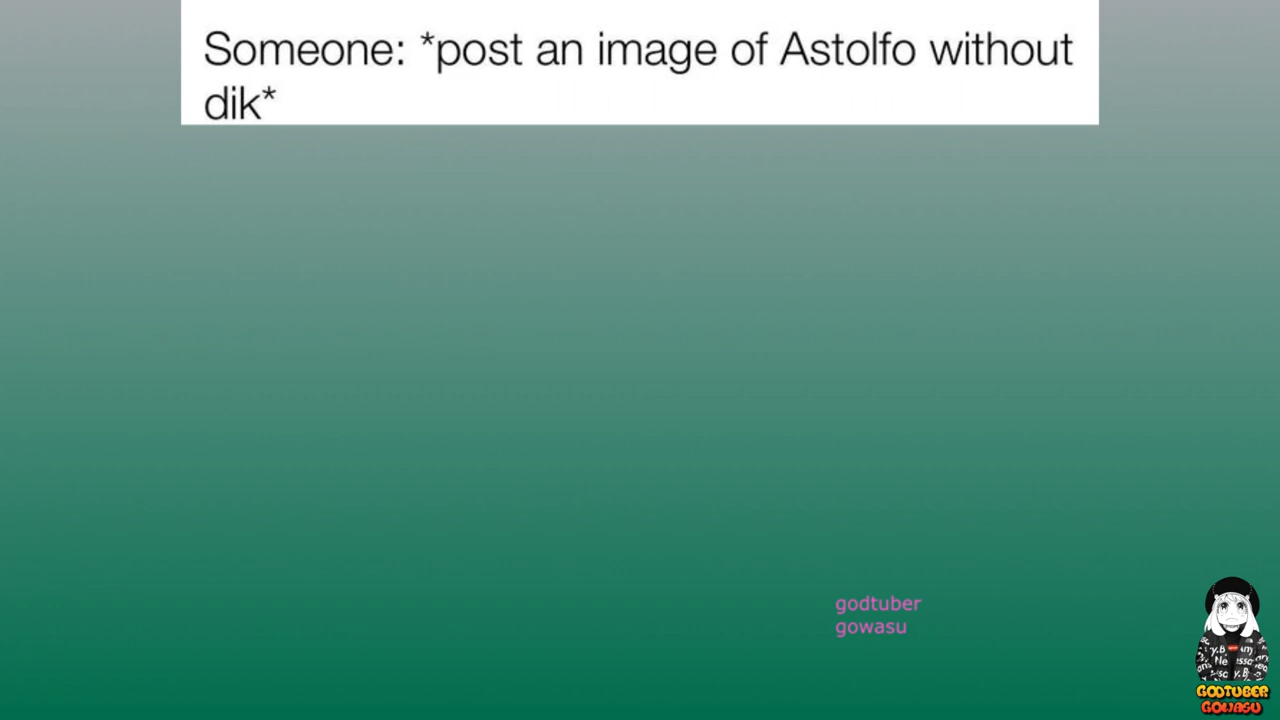 Someone: *post an image of Astolfo without
dik*
godtuber
gowasu
GODTUBER
GOWASU